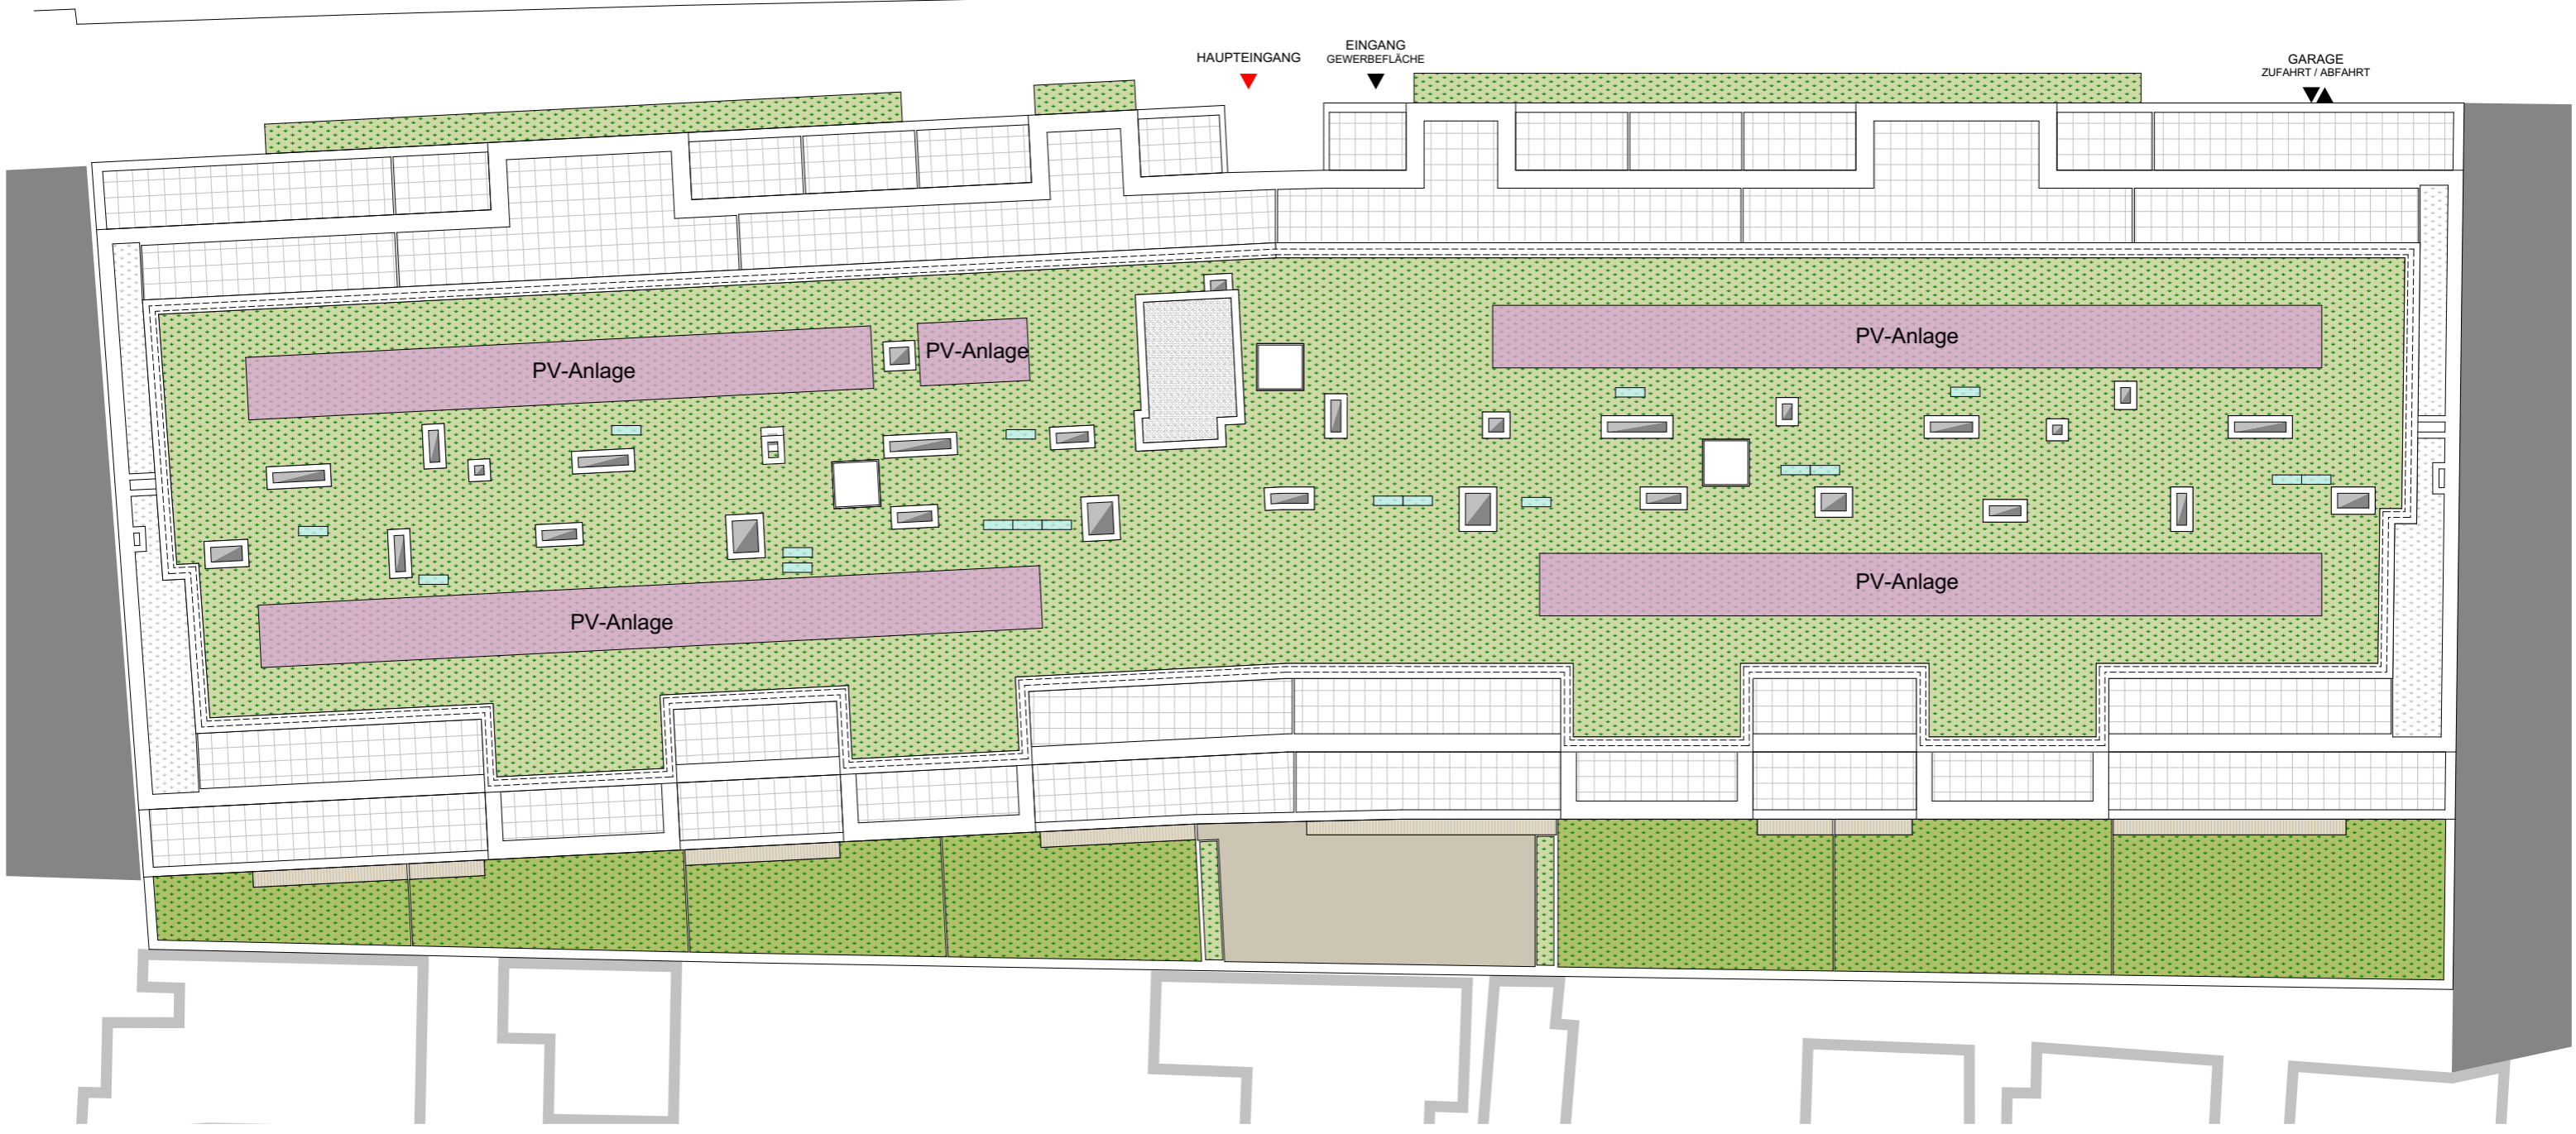 HAUPTEINGANG
EINGANG
GEWERBEFLÄCHE
GARAGE
ZUFAHRT / ABFAHRT
PV-Anlage
PV-Anlage
PV-Anlage
PV-Anlage
PV-Anlage